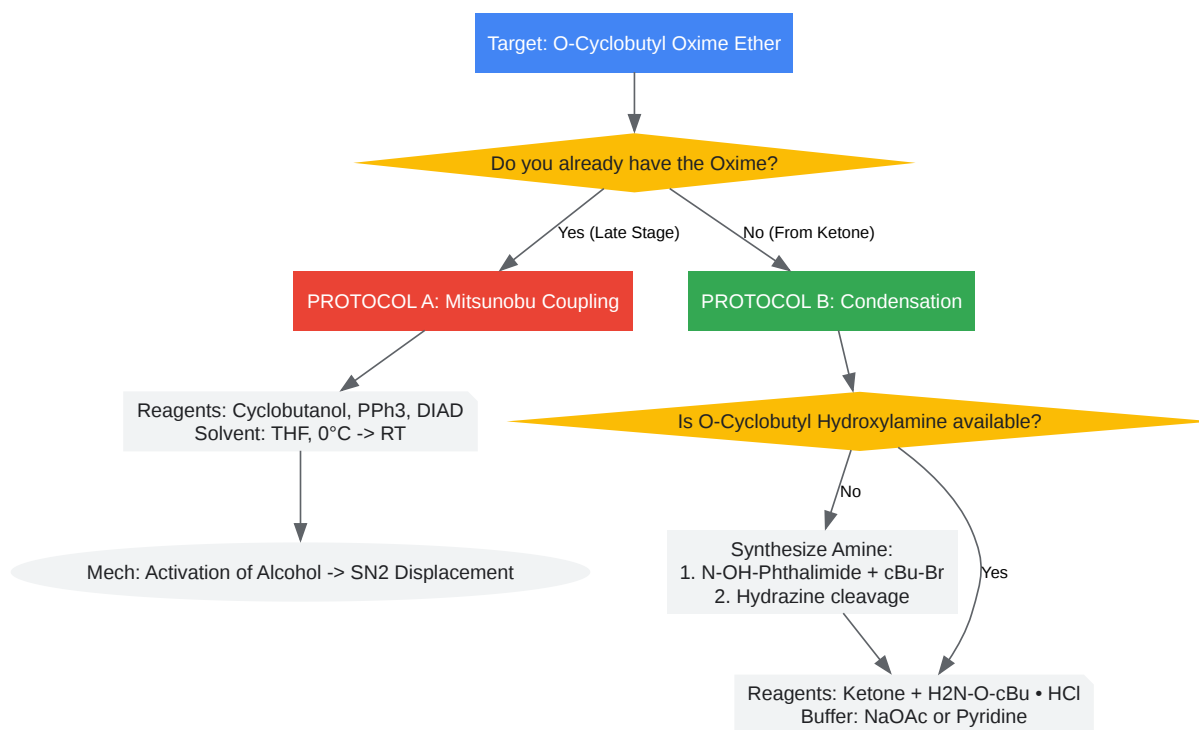 Target: O-Cyclobutyl Oxime Ether
Do you already have the Oxime?
Yes (Late Stage)
No (From Ketone)
PROTOCOL A: Mitsunobu Coupling
PROTOCOL B: Condensation
Reagents: Cyclobutanol, PPh3, DIAD
Solvent: THF, 0°C -> RT
Is O-Cyclobutyl Hydroxylamine available?
No
Yes
Mech: Activation of Alcohol -> SN2 Displacement
Synthesize Amine:
1. N-OH-Phthalimide + cBu-Br
2. Hydrazine cleavage
Reagents: Ketone + H2N-O-cBu • HCl
Buffer: NaOAc or Pyridine